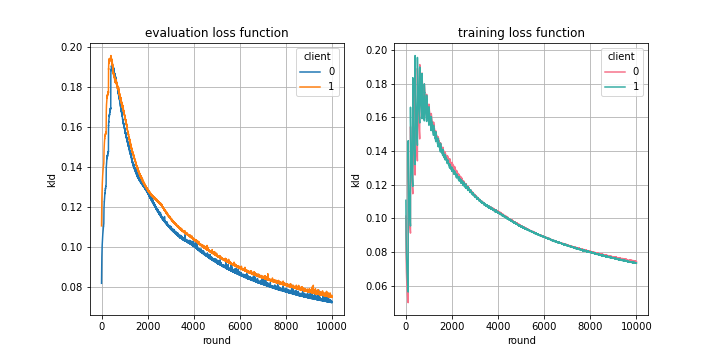 evaluation loss function
kld
0.20
0.18
0.16
0.14
0.12
0.10
0.08
0 2000 4000 6000 8000 10000
round
client
0
1
training loss function
kld
0.20
0.18
0.16
0.14
0.12
0.10
0.08
0.06
0 2000 4000 6000 8000 10000
round
client
0
1